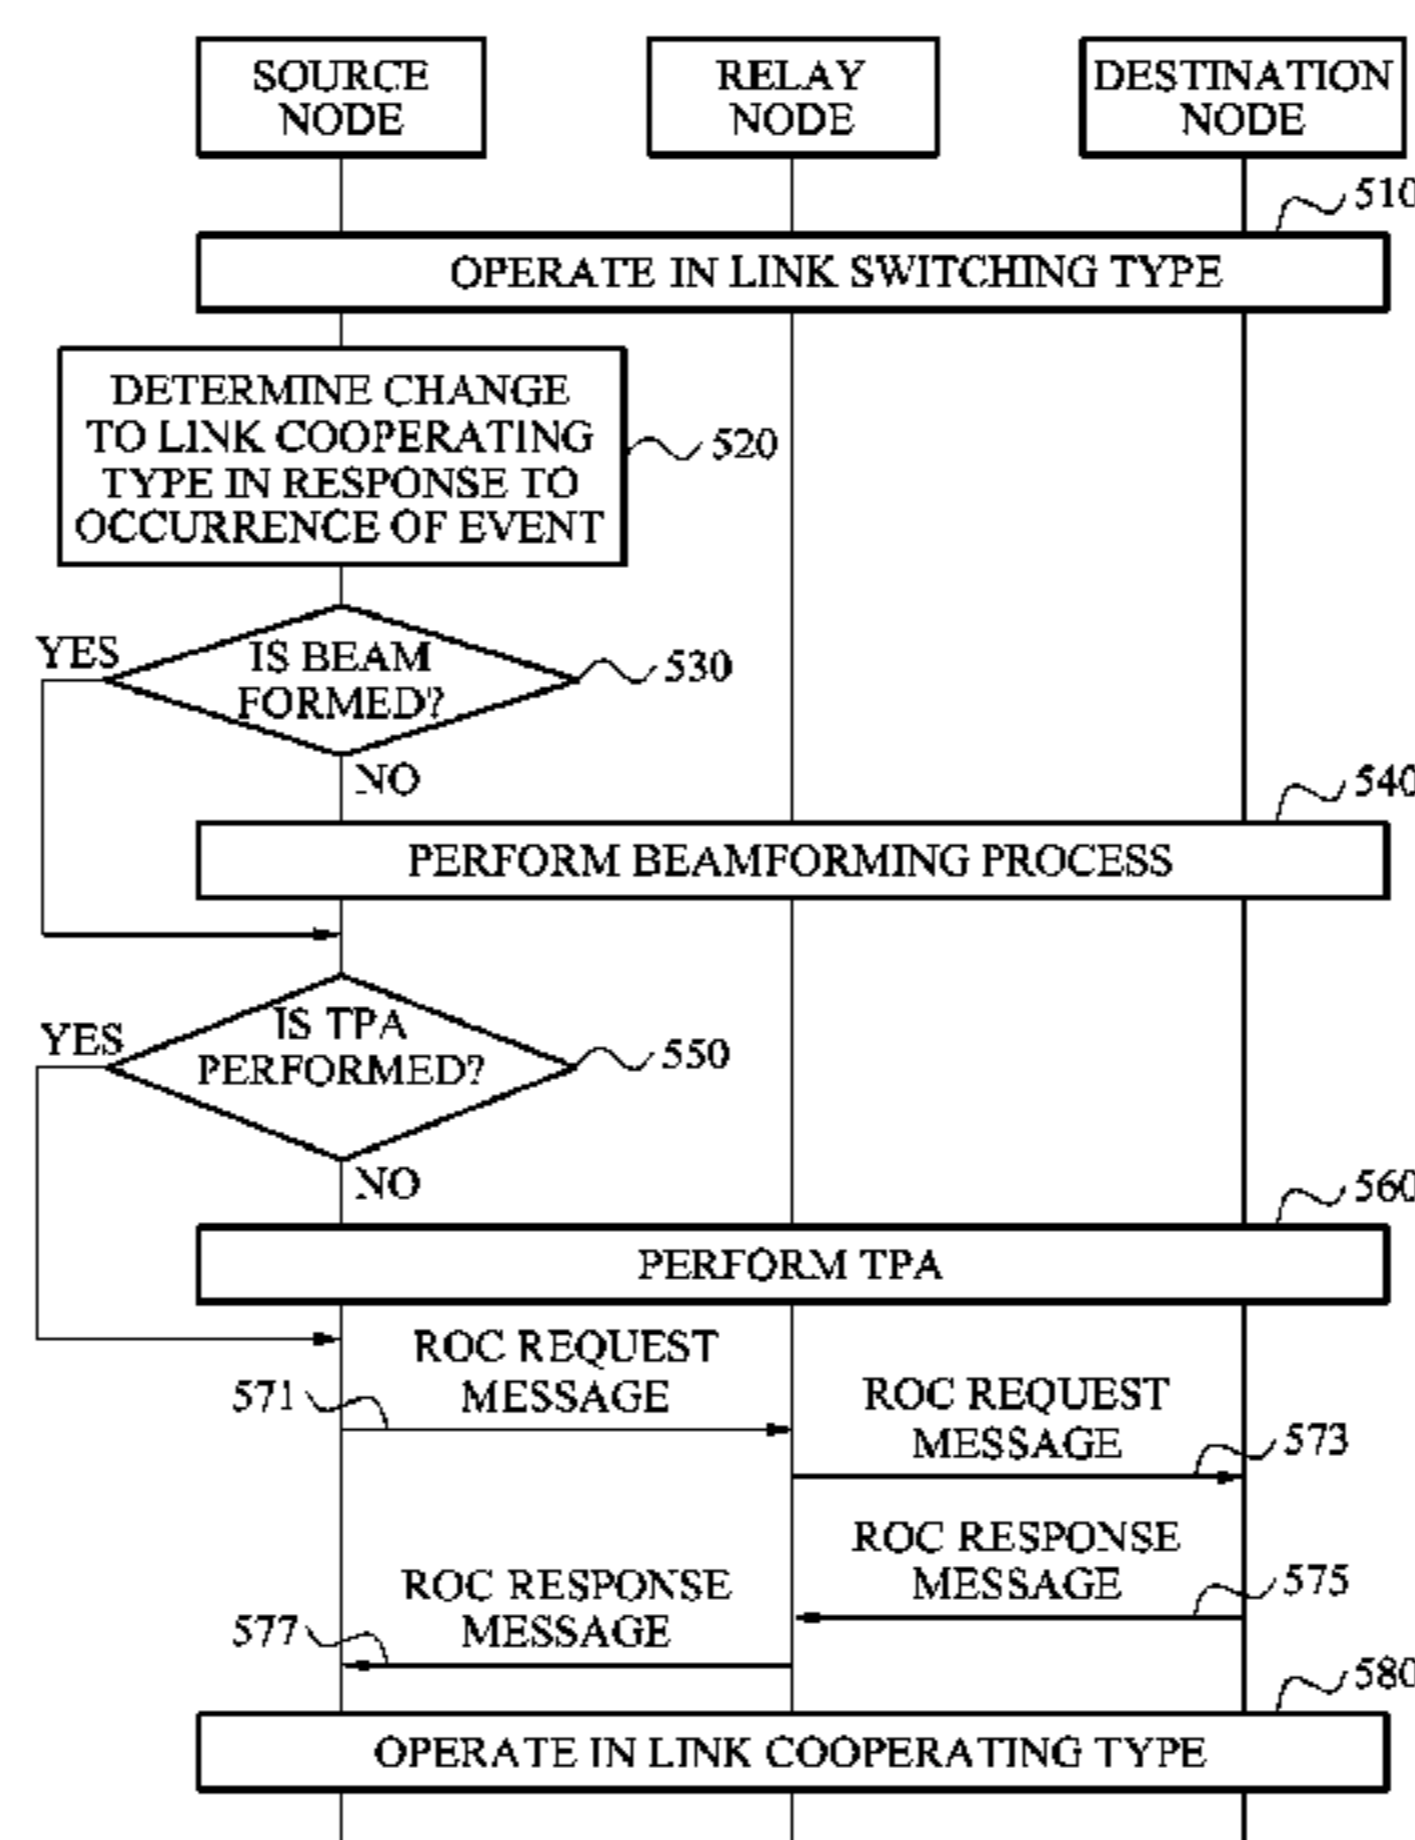 SOURCE
NODE
RELAY
NODE
DESTINATION
NODE
510
OPERATE IN LINK SWITCHING TYPE
DETERMINE CHANGE
TO LINK COOPERATING
TYPE IN RESPONSE TO
OCCURRENCE OF EVENT
520
YES
IS BEAM
FORMED?
530
NO
540
PERFORM BEAMFORMING PROCESS
YES
IS TPA
PERFORMED?
550
NO
560
PERFORM TPA
ROC REQUEST
MESSAGE
571
ROC REQUEST
MESSAGE
573
ROC RESPONSE
MESSAGE
575
ROC RESPONSE
MESSAGE
577
580
OPERATE IN LINK COOPERATING TYPE